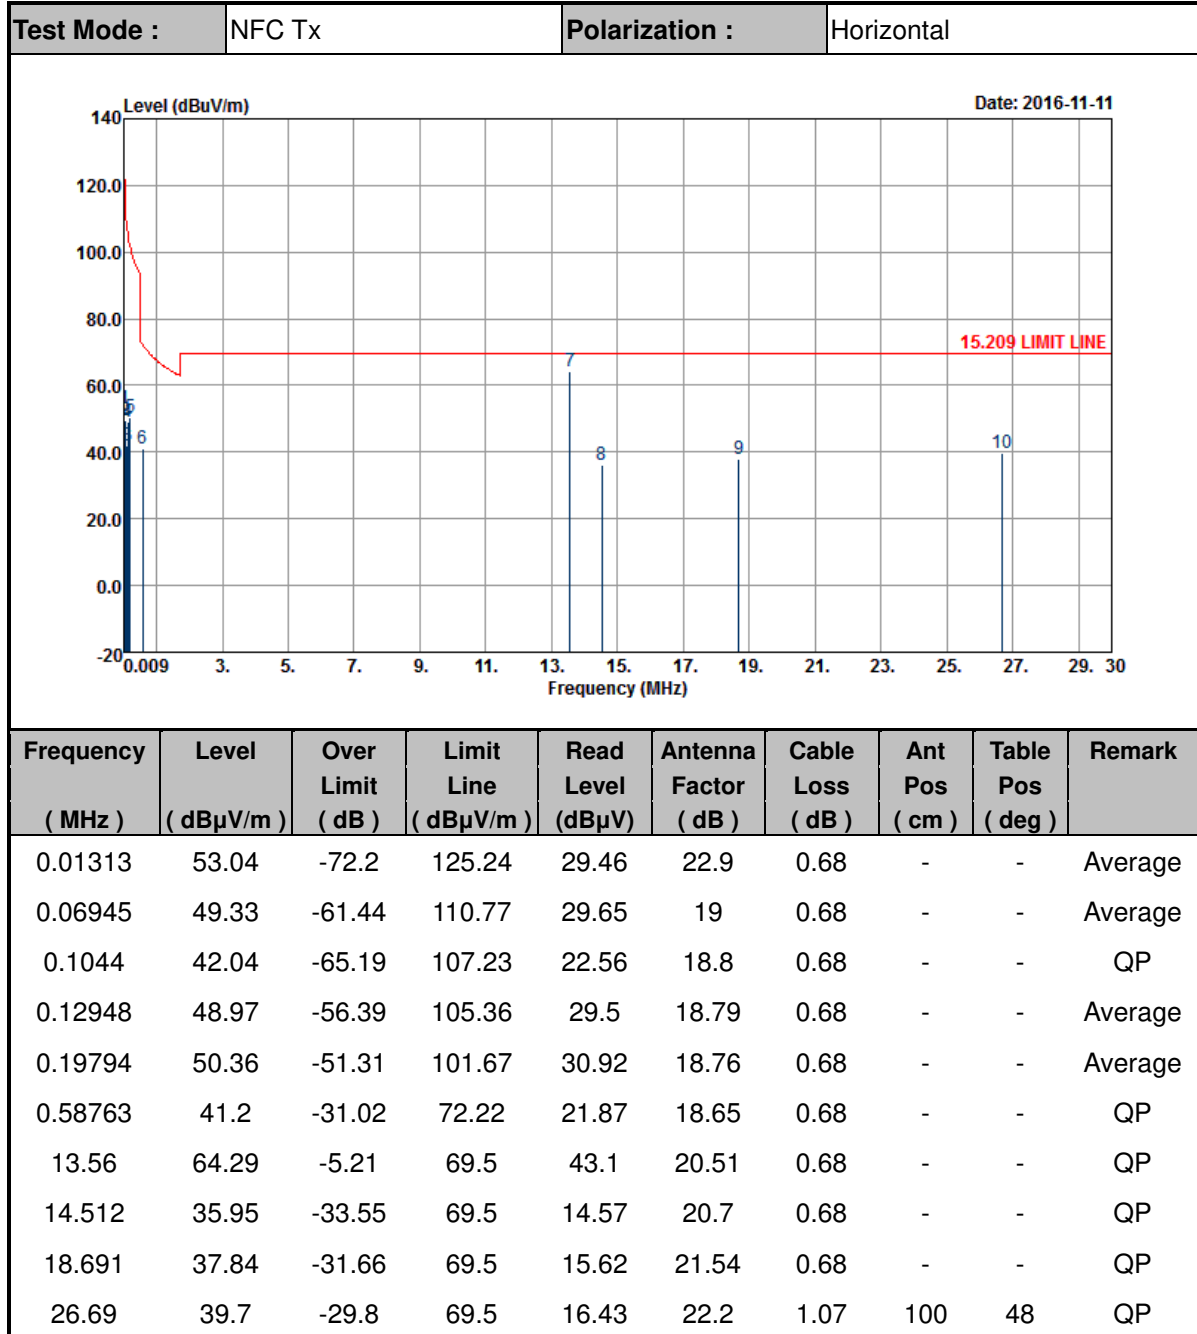 Test Mode : NFC Tx Polarization : Horizontal
Level (dBuV/m) Date: 2016-11-11
140
120.0
100.0
80.0
15.209 LIMIT LINE
7
60.0
5
6
40.0
8
9
10
20.0
0.0
-20
0.009 3. 5. 7. 9. 11. 13. 15. 17. 19. 21. 23. 25. 27. 29. 30
Frequency (MHz)
Frequency Level Over Limit Read Antenna Cable Ant Table Remark
Limit Line Level Factor Loss Pos Pos
( MHz ) ( dBµV/m ) ( dB ) ( dBµV/m ) (dBµV) ( dB ) ( dB ) ( cm ) ( deg )
0.01313 53.04 -72.2 125.24 29.46 22.9 0.68 - - Average
0.06945 49.33 -61.44 110.77 29.65 19 0.68 - - Average
0.1044 42.04 -65.19 107.23 22.56 18.8 0.68 - - QP
0.12948 48.97 -56.39 105.36 29.5 18.79 0.68 - - Average
0.19794 50.36 -51.31 101.67 30.92 18.76 0.68 - - Average
0.58763 41.2 -31.02 72.22 21.87 18.65 0.68 - - QP
13.56 64.29 -5.21 69.5 43.1 20.51 0.68 - - QP
14.512 35.95 -33.55 69.5 14.57 20.7 0.68 - - QP
18.691 37.84 -31.66 69.5 15.62 21.54 0.68 - - QP
26.69 39.7 -29.8 69.5 16.43 22.2 1.07 100 48 QP